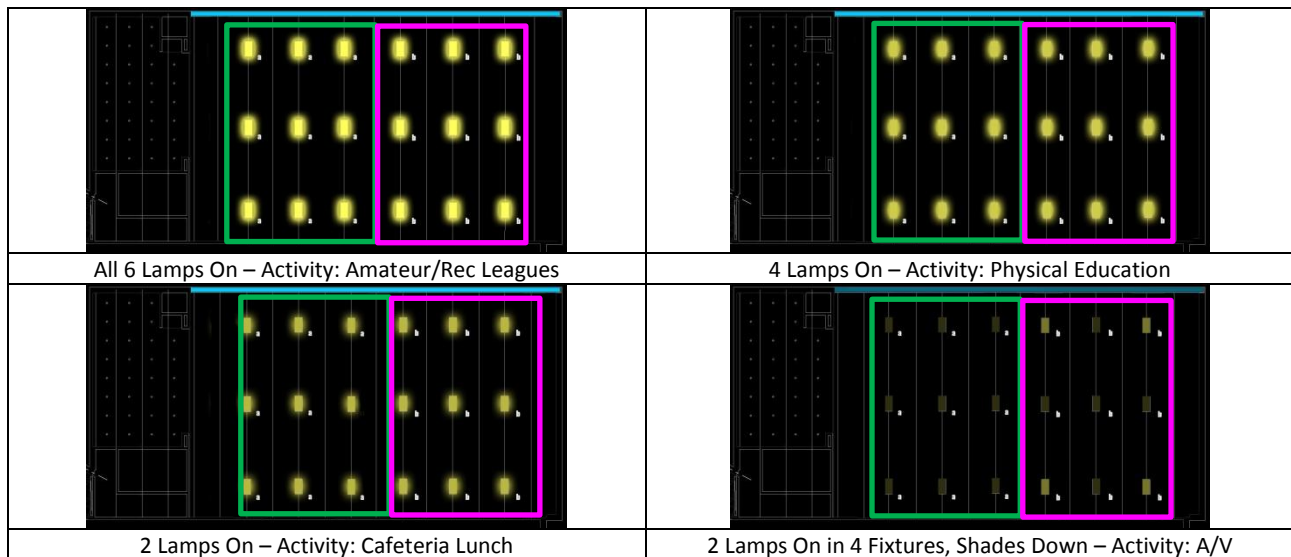 All 6 Lamps On – Activity: Amateur/Rec Leagues
4 Lamps On – Activity: Physical Education
2 Lamps On – Activity: Cafeteria Lunch
2 Lamps On in 4 Fixtures, Shades Down – Activity: A/V